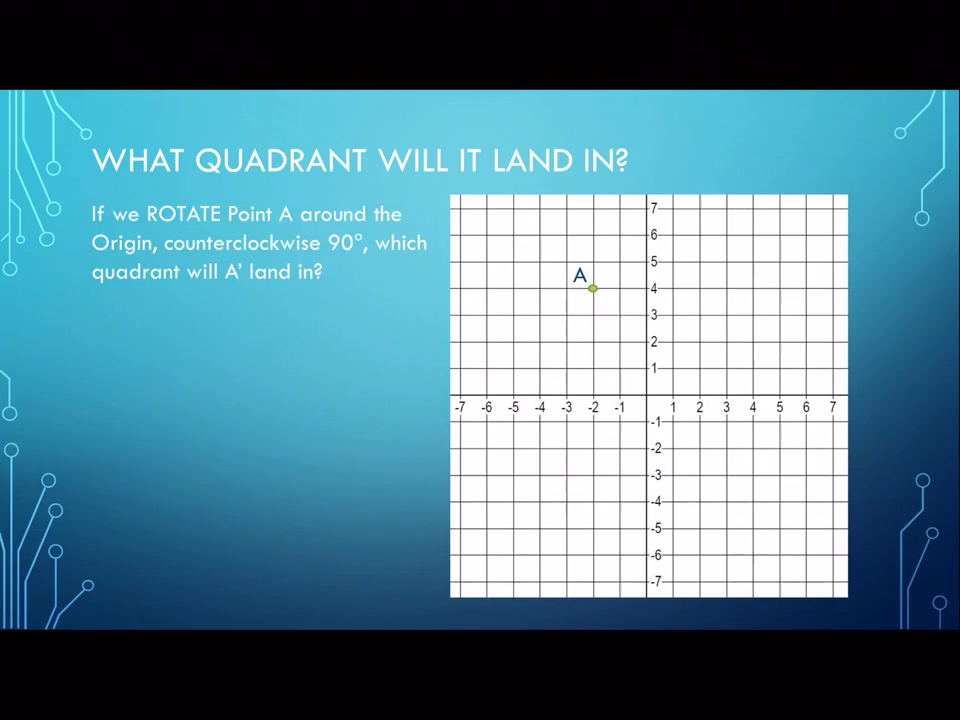 WHAT QUADRANT WILL IT LAND IN?
If we ROTATE Point A around the
Origin, counterclockwise 90°, which
quadrant will A’ land in?
7
6
5
A
4
3
2
1
-7 -6 -5 -4 -3 -2 -1 1 2 3 4 5 6 7
-1
-2
-3
-4
-5
-6
-7